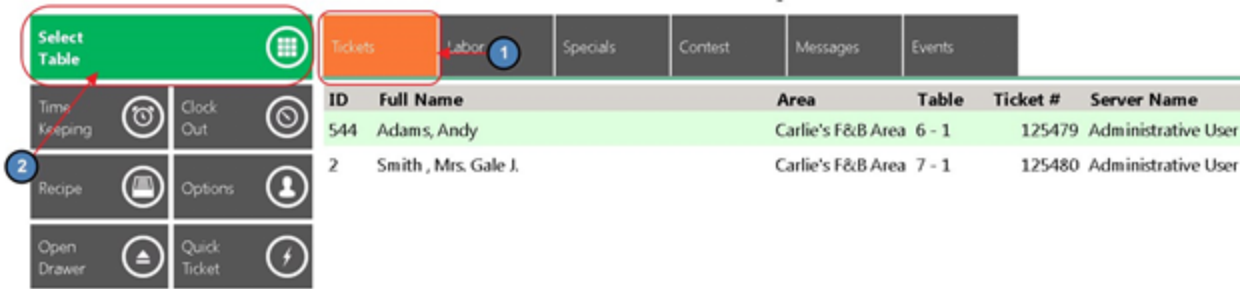 Select
Table
Tickets
Labor
1
Specials
Contest
Messages
Events
Time
Keeping
Clock
Out
2
Recipe
Options
Open
Drawer
Quick
Ticket
ID Full Name Area Table Ticket # Server Name
544 Adams, Andy Carlie's F&B Area 6 - 1 125479 Administrative User
2 Smith , Mrs. Gale J. Carlie's F&B Area 7 - 1 125480 Administrative User